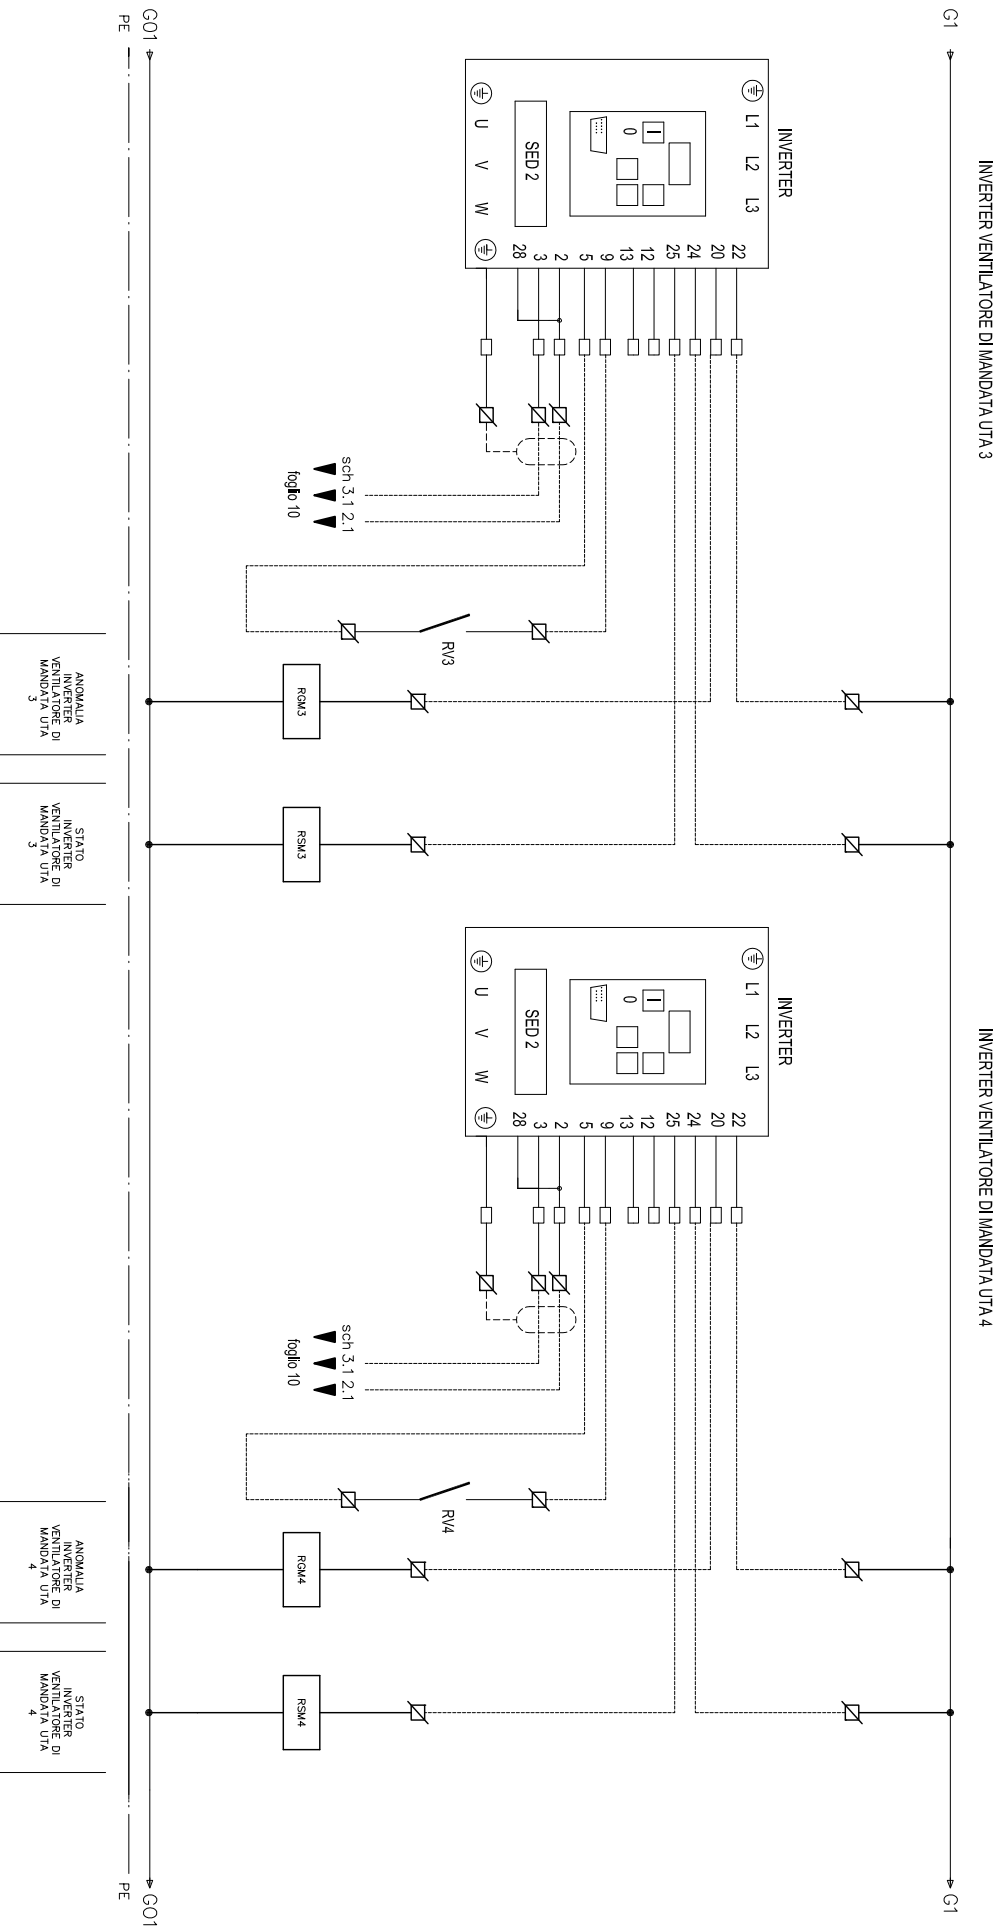 INVERTER VENTILATORE DI MANDATA UTA 3
INVERTER VENTILATORE DI MANDATA UTA 4
G1
G1
INVERTER
L1 L2 L3
I
0
SED 2
U V W
22
20
24
25
12
13
9
5
2
3
28
sch 3.1 2.1
foglio 10
RV3
RGM3
RSM3
INVERTER
L1 L2 L3
I
0
SED 2
U V W
22
20
24
25
12
13
9
5
2
3
28
sch 3.1 2.1
foglio 10
RV4
RGM4
RSM4
G01
G01
PE
PE
ANOMALIA
INVERTER
VENTILATORE DI
MANDATA UTA
3
STATO
INVERTER
VENTILATORE DI
MANDATA UTA
3
ANOMALIA
INVERTER
VENTILATORE DI
MANDATA UTA
4
STATO
INVERTER
VENTILATORE DI
MANDATA UTA
4